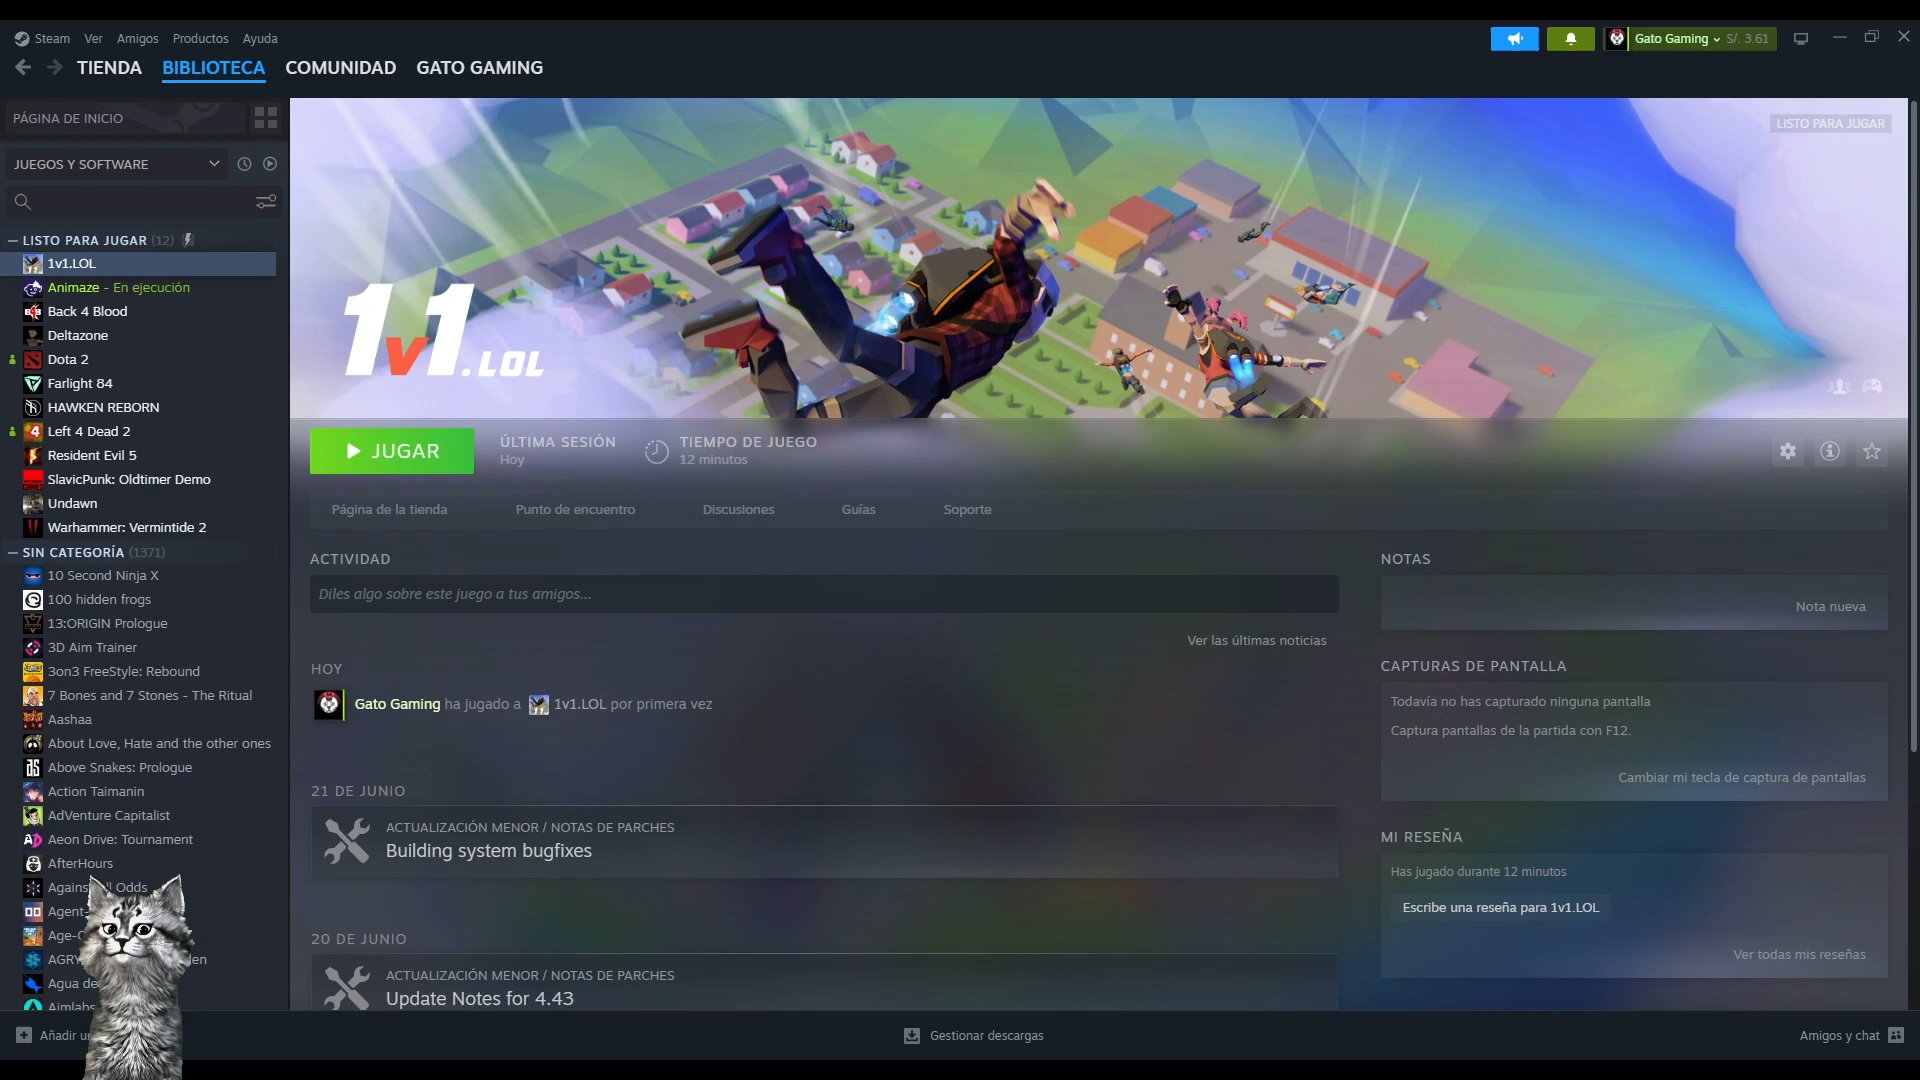 Steam Ver Amigos Productos Ayuda
Gato Gaming S/. 3.61
TIENDA BIBLIOTECA COMUNIDAD GATO GAMING
PÁGINA DE INICIO
LISTO PARA JUGAR
JUEGOS Y SOFTWARE
LISTO PARA JUGAR (12)
1v1.LOL
Animaze - En ejecución
Back 4 Blood
Deltazone
Dota 2
Farlight 84
HAWKEN REBORN
Left 4 Dead 2
Resident Evil 5
SlavicPunk: Oldtimer Demo
Undawn
Warhammer: Vermintide 2
SIN CATEGORÍA (1371)
10 Second Ninja X
100 hidden frogs
13:ORIGIN Prologue
3D Aim Trainer
3on3 FreeStyle: Rebound
7 Bones and 7 Stones - The Ritual
Aashaa
About Love, Hate and the other ones
Above Snakes: Prologue
Action Taimanin
AdVenture Capitalist
Aeon Drive: Tournament
AfterHours
Odds
Agua de
Añadir
1v1.LOL
JUGAR
ÚLTIMA SESIÓN
Hoy
TIEMPO DE JUEGO
12 minutos
Página de la tienda Punto de encuentro Discusiones Guías Soporte
ACTIVIDAD
Diles algo sobre este juego a tus amigos...
Ver las últimas noticias
HOY
Gato Gaming ha jugado a 1v1.LOL por primera vez
21 DE JUNIO
ACTUALIZACIÓN MENOR / NOTAS DE PARCHES
Building system bugfixes
20 DE JUNIO
ACTUALIZACIÓN MENOR / NOTAS DE PARCHES
Update Notes for 4.43
NOTAS
Nota nueva
CAPTURAS DE PANTALLA
Todavía no has capturado ninguna pantalla
Captura pantallas de la partida con F12.
Cambiar mi tecla de captura de pantallas
MI RESEÑA
Has jugado durante 12 minutos
Escribe una reseña para 1v1.LOL
Ver todas mis reseñas
Gestionar descargas
Amigos y chat